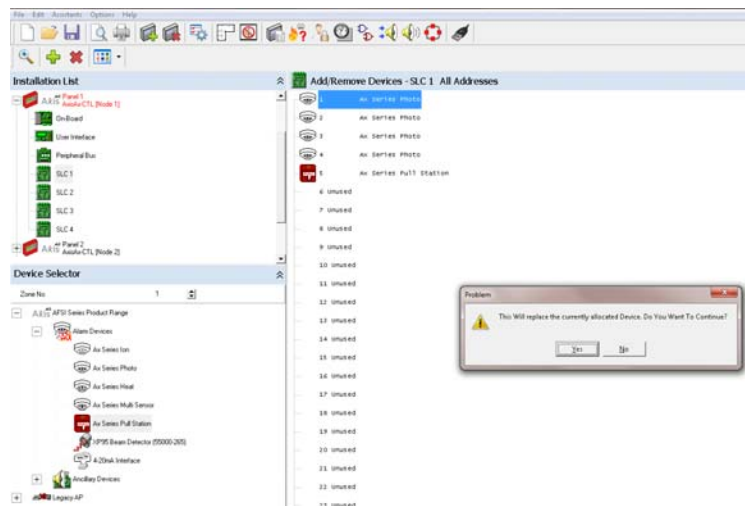 File Edit Assistants Options Help
Installation List
Axis Panel 1
AxisAx-CTL [Node 1]
On-Board
User Interface
Peripheral Bus
SLC 1
SLC 2
SLC 3
SLC 4
Axis Panel 2
AxisAx-CTL [Node 2]
Device Selector
Zone No 1
Axis AFSI Series Product Range
Alarm Devices
Ax Series Ion
Ax Series Photo
Ax Series Heat
Ax Series Multi Sensor
Ax Series Pull Station
XP95 Beam Detector (55000-265)
4-20mA Interface
Ancillary Devices
Legacy AP
Add/Remove Devices - SLC 1 All Addresses
1 Ax Series Photo
2 Ax Series Photo
3 Ax Series Photo
4 Ax Series Photo
5 Ax Series Pull Station
6 Unused
7 Unused
8 Unused
9 Unused
10 Unused
11 Unused
12 Unused
13 Unused
14 Unused
15 Unused
16 Unused
17 Unused
18 Unused
19 Unused
20 Unused
21 Unused
22 Unused
23 Unused
Problem
This Will replace the currently allocated Device. Do You Want To Continue?
Yes No